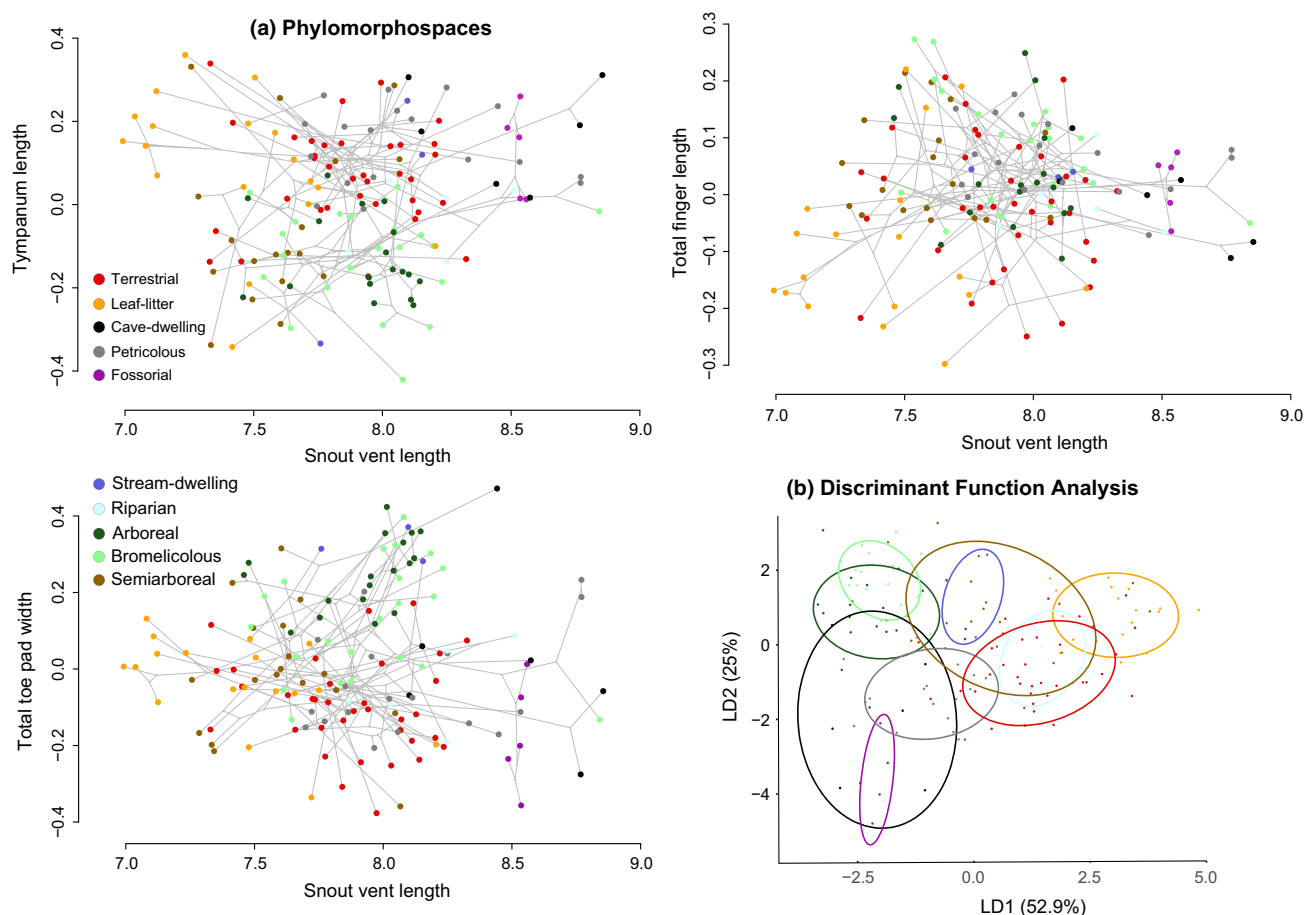 (a) Phylomorphospaces
Tympanum length
0.4
0.2
0.0
−0.2
−0.4
Terrestrial
Leaf-litter
Cave-dwelling
Petricolous
Fossorial
7.0 7.5 8.0 8.5 9.0
Snout vent length
Total finger length
0.3
0.2
0.1
0.0
−0.1
−0.2
−0.3
7.0 7.5 8.0 8.5 9.0
Snout vent length
Total toe pad width
0.4
0.2
0.0
−0.2
−0.4
Stream-dwelling
Riparian
Arboreal
Bromelicolous
Semiarboreal
7.0 7.5 8.0 8.5 9.0
Snout vent length
(b) Discriminant Function Analysis
LD2 (25%)
2
0
−2
−4
−2.5 0.0 2.5 5.0
LD1 (52.9%)